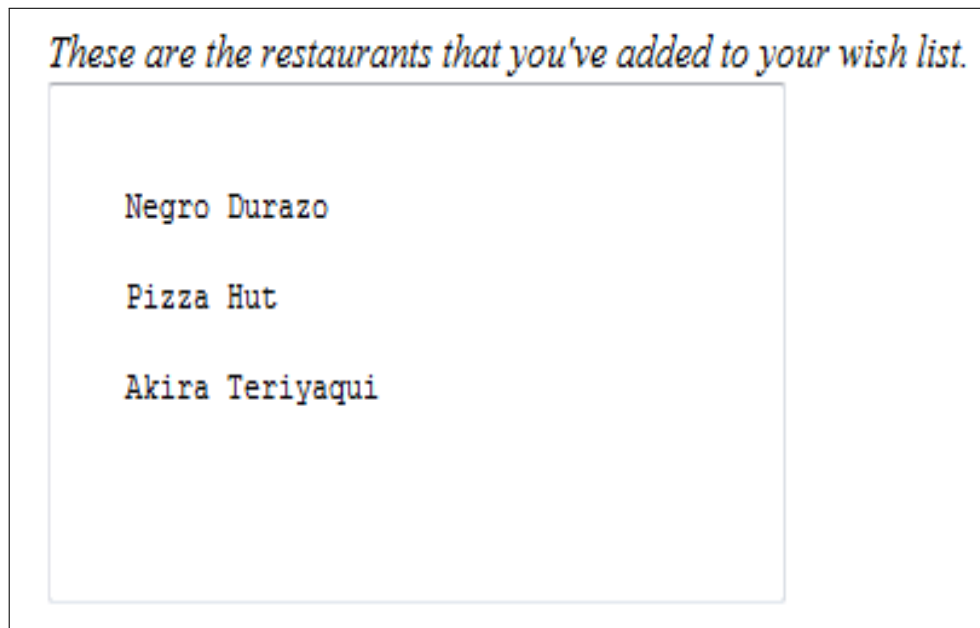 These are the restaurants that you've added to your wish list.
Negro Durazo
Pizza Hut
Akira Teriyaqui